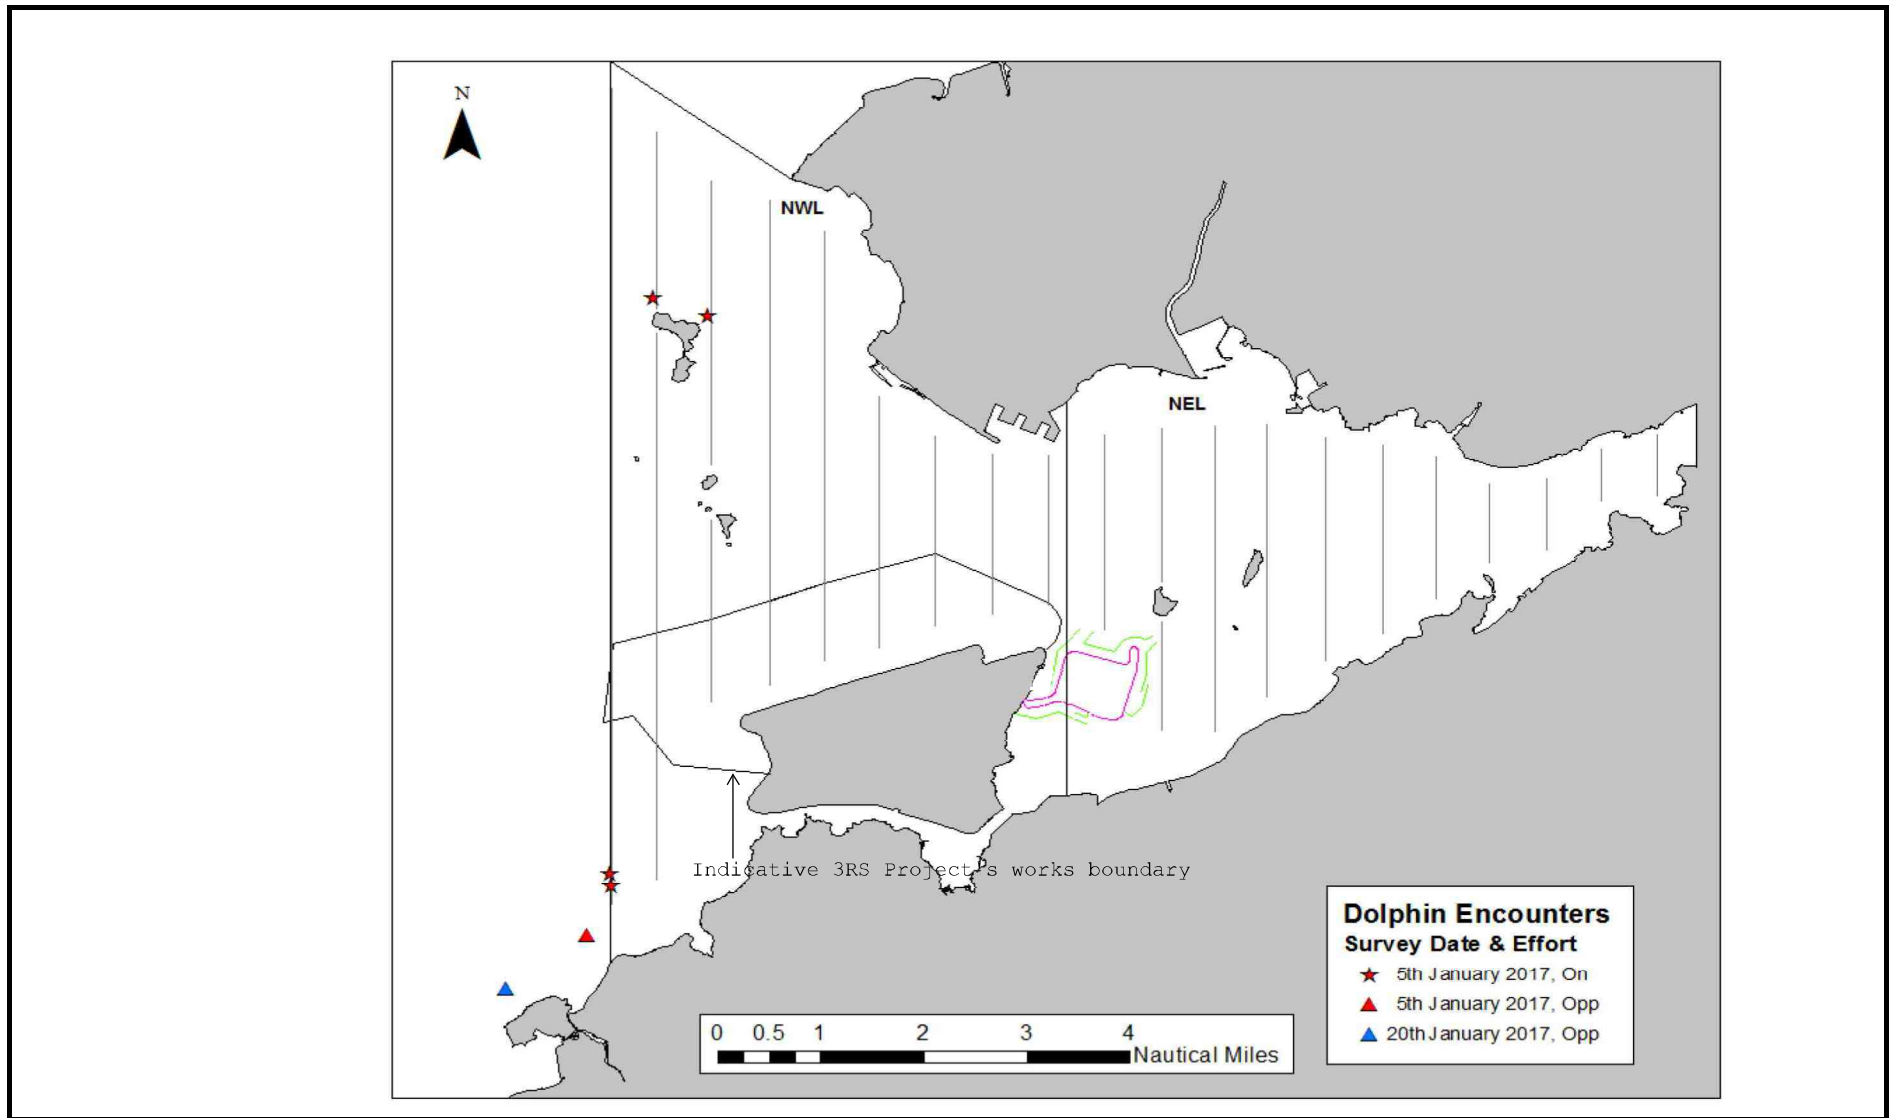 N
NWL
NEL
Indicative 3RS Project's works boundary
Dolphin Encounters
Survey Date & Effort
5th January 2017, On
5th January 2017, Opp
20th January 2017, Opp
0 0.5 1 2 3 4
Nautical Miles